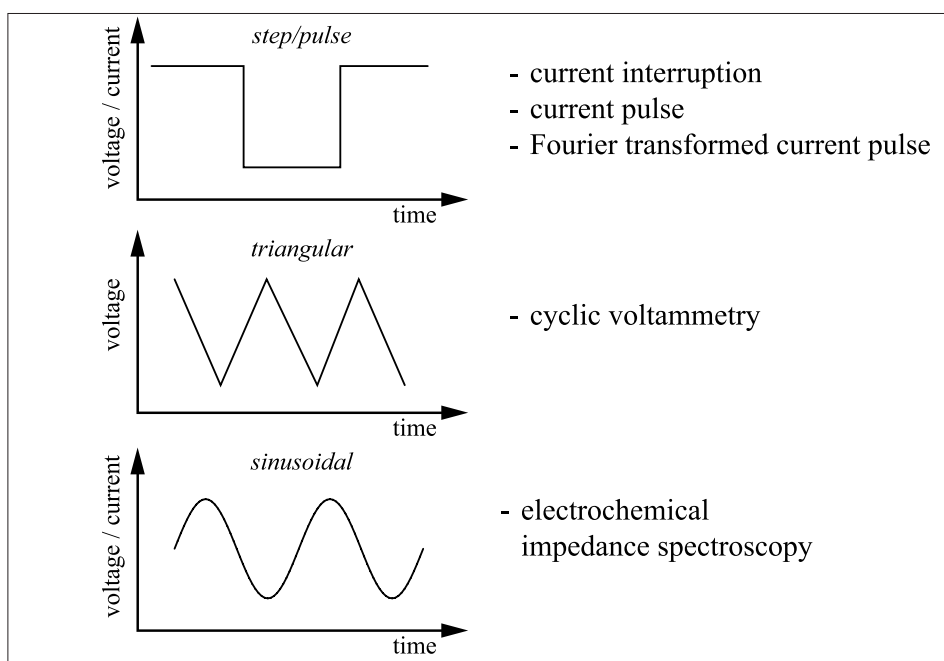 step/pulse
voltage / current
time
- current interruption
- current pulse
- Fourier transformed current pulse
triangular
voltage
time
- cyclic voltammetry
sinusoidal
voltage / current
time
- electrochemical
impedance spectroscopy